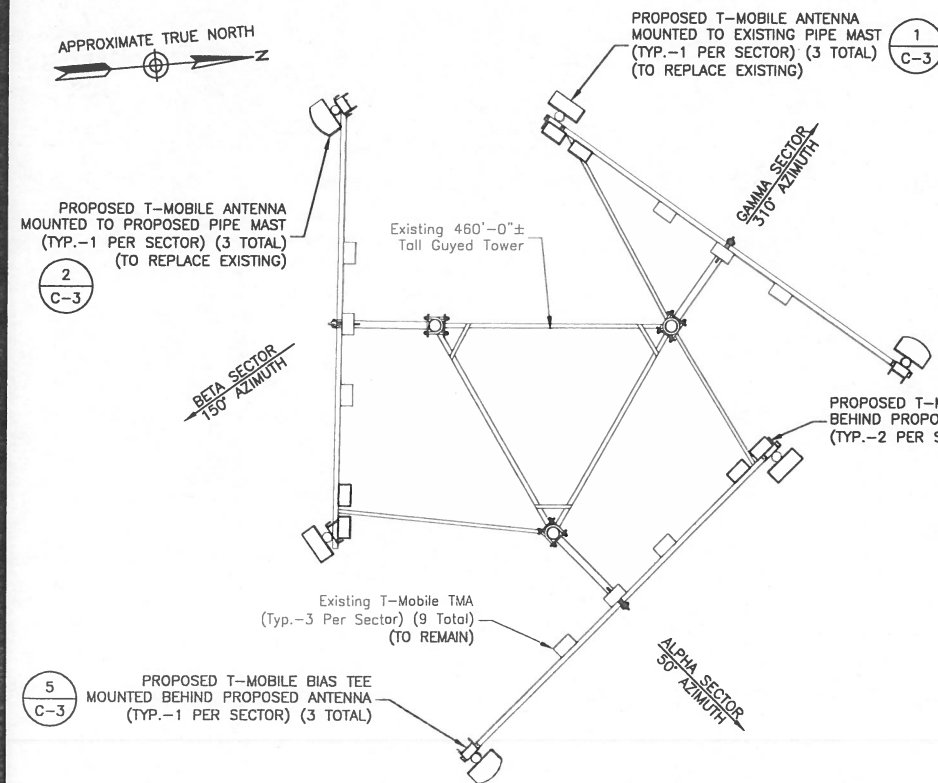 APPROXIMATE TRUE NORTH
N
PROPOSED T-MOBILE ANTENNA
MOUNTED TO EXISTING PIPE MAST
(TYP.-1 PER SECTOR) (3 TOTAL)
(TO REPLACE EXISTING)
1
C-3
PROPOSED T-MOBILE ANTENNA
MOUNTED TO PROPOSED PIPE MAST
(TYP.-1 PER SECTOR) (3 TOTAL)
(TO REPLACE EXISTING)
2
C-3
Existing 460'-0"±
Tall Guyed Tower
GAMMA SECTOR
310° AZIMUTH
BETA SECTOR
150° AZIMUTH
PROPOSED T-
BEHIND PROPO
(TYP.-2 PER S
Existing T-Mobile TMA
(Typ.-3 Per Sector) (9 Total)
(TO REMAIN)
ALPHA SECTOR
50° AZIMUTH
5
C-3
PROPOSED T-MOBILE BIAS TEE
MOUNTED BEHIND PROPOSED ANTENNA
(TYP.-1 PER SECTOR) (3 TOTAL)